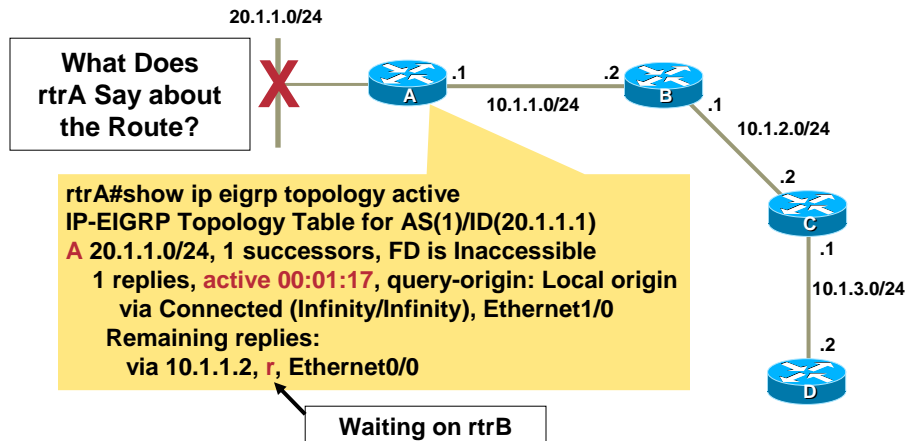 20.1.1.0/24
What Does
rtrA Say about
the Route?
X
A
.1
10.1.1.0/24
.2
B
.1
10.1.2.0/24
.2
C
.1
10.1.3.0/24
.2
D
rtrA#show ip eigrp topology active
IP-EIGRP Topology Table for AS(1)/ID(20.1.1.1)
A 20.1.1.0/24, 1 successors, FD is Inaccessible
1 replies, active 00:01:17, query-origin: Local origin
via Connected (Infinity/Infinity), Ethernet1/0
Remaining replies:
via 10.1.1.2, r, Ethernet0/0
Waiting on rtrB